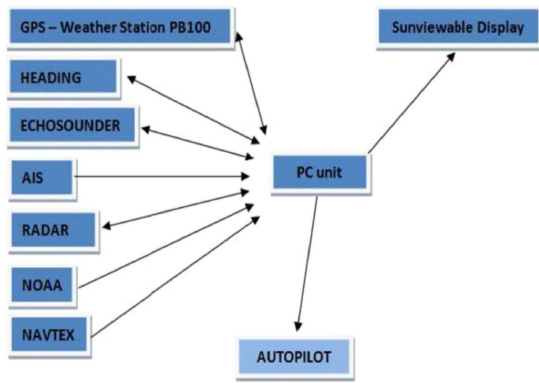 GPS – Weather Station PB100
Sunviewable Display
HEADING
ECHOSOUNDER
AIS
PC unit
RADAR
NOAA
NAVTEX
AUTOPILOT